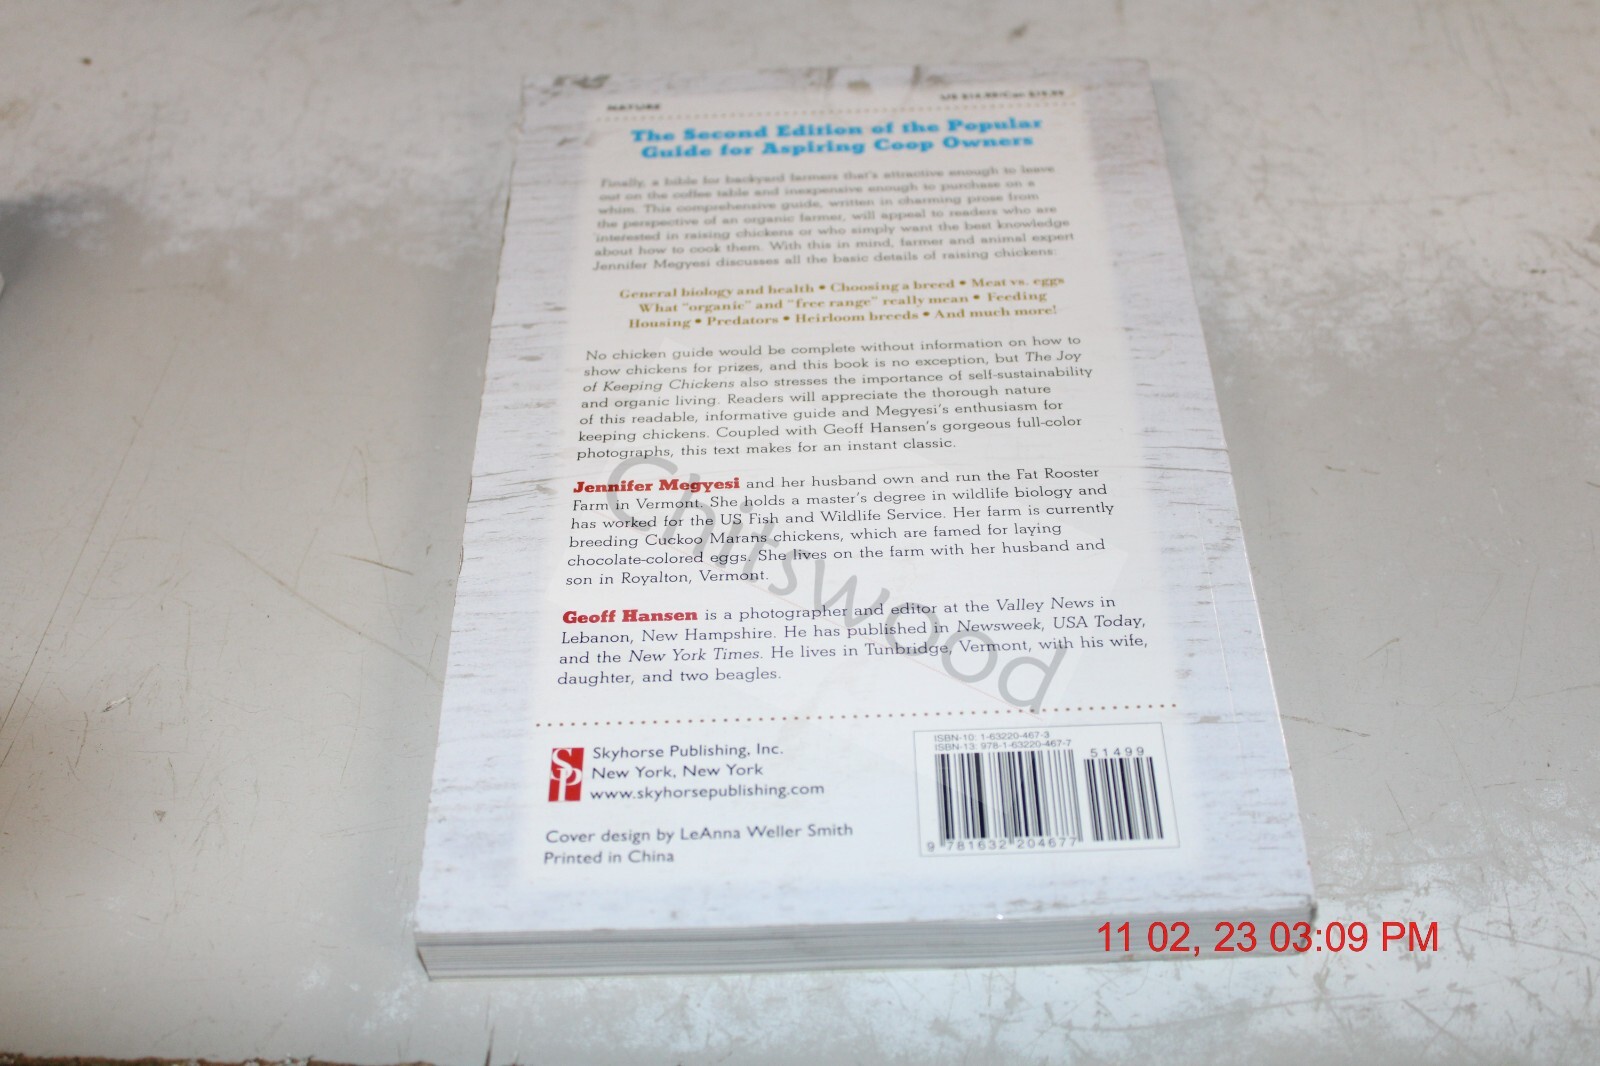 NATURE
US $14.99/Can $16.99
The Second Edition of the Popular
Guide for Aspiring Coop Owners
Finally, a bible for backyard farmers that's attractive enough to leave
out on the coffee table and inexpensive enough to purchase on a
whim. This comprehensive guide, written in charming prose from
the perspective of an organic farmer, will appeal to readers who are
interested in raising chickens or who simply want the best knowledge
about how to cook them. With this in mind, farmer and animal expert
Jennifer Megyesi discusses all the basic details of raising chickens:
General biology and health • Choosing a breed • Meat vs. eggs
What "organic" and "free range" really mean • Feeding
Housing • Predators • Heirloom breeds • And much more!
No chicken guide would be complete without information on how to
show chickens for prizes, and this book is no exception, but The Joy
of Keeping Chickens also stresses the importance of self-sustainability
and organic living. Readers will appreciate the thorough nature
of this readable, informative guide and Megyesi's enthusiasm for
keeping chickens. Coupled with Geoff Hansen's gorgeous full-color
photographs, this text makes for an instant classic.
Jennifer Megyesi and her husband own and run the Fat Rooster
Farm in Vermont. She holds a master's degree in wildlife biology and
has worked for the US Fish and Wildlife Service. Her farm is currently
breeding Cuckoo Marans chickens, which are famed for laying
chocolate-colored eggs. She lives on the farm with her husband and
son in Royalton, Vermont.
Geoff Hansen is a photographer and editor at the Valley News in
Lebanon, New Hampshire. He has published in Newsweek, USA Today,
and the New York Times. He lives in Tunbridge, Vermont, with his wife,
daughter, and two beagles.
Chitswood
SP
Skyhorse Publishing, Inc.
New York, New York
www.skyhorsepublishing.com
Cover design by LeAnna Weller Smith
Printed in China
ISBN-10: 1-63220-467-3
ISBN-13: 978-1-63220-467-7
51499
9 781632 204677
11 02, 23 03:09 PM